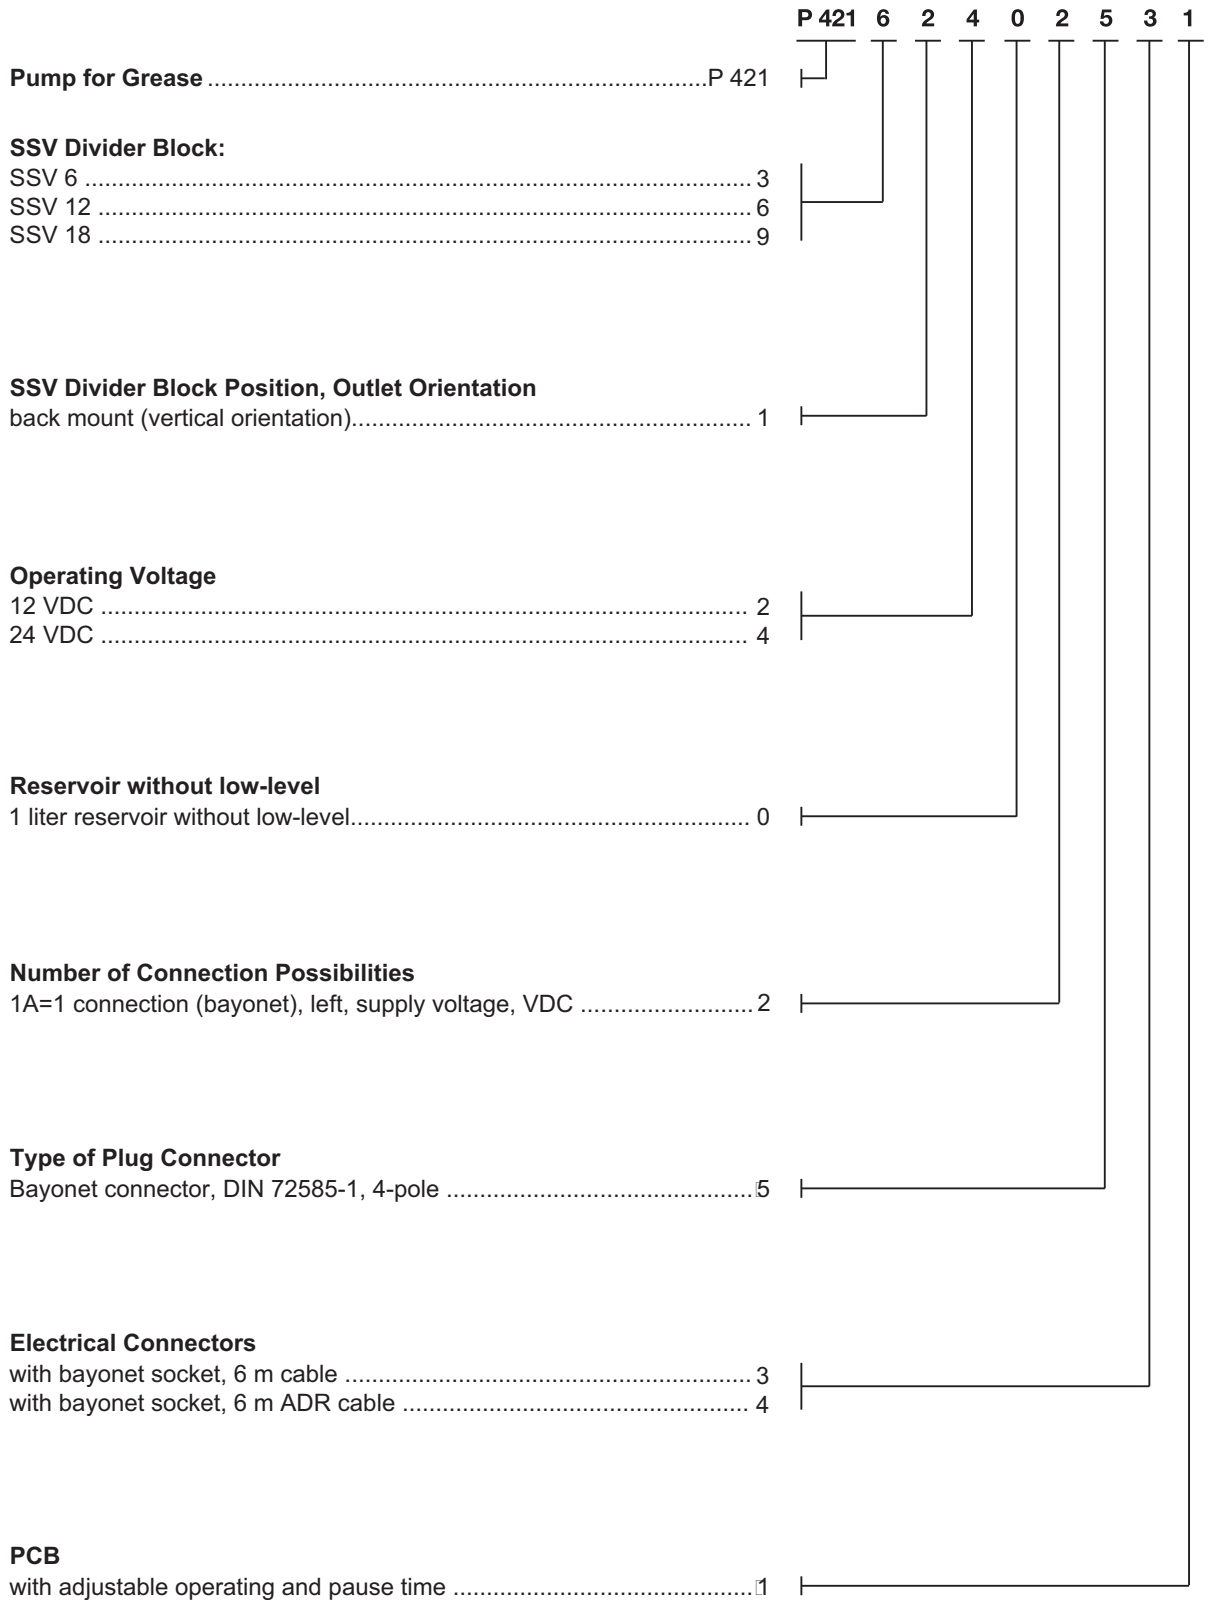 P 421 6 2 4 0 2 5 3 1
Pump for Grease ........................................................................... P 421
SSV Divider Block:
SSV 6 .................................................................................................... 3
SSV 12 .................................................................................................. 6
SSV 18 .................................................................................................. 9
SSV Divider Block Position, Outlet Orientation
back mount (vertical orientation)............................................................ 1
Operating Voltage
12 VDC ................................................................................................. 2
24 VDC ................................................................................................. 4
Reservoir without low-level
1 liter reservoir without low-level............................................................ 0
Number of Connection Possibilities
1A=1 connection (bayonet), left, supply voltage, VDC .......................... 2
Type of Plug Connector
Bayonet connector, DIN 72585-1, 4-pole .............................................. 5
Electrical Connectors
with bayonet socket, 6 m cable ............................................................. 3
with bayonet socket, 6 m ADR cable .................................................... 4
PCB
with adjustable operating and pause time ............................................. 1